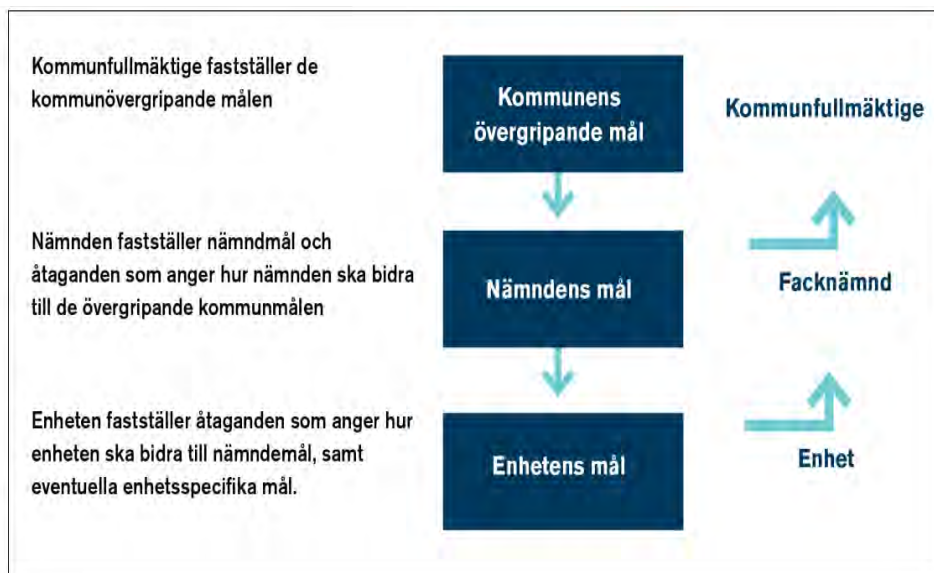 Kommunfullmäktige fastställer de
kommunövergripande målen
Kommunens
övergripande mål
Kommunfullmäktige
Nämnden fastställer nämndmål och
åtaganden som anger hur nämnden ska bidra
till de övergripande kommunmålen
Nämndens mål
Facknämnd
Enheten fastställer åtaganden som anger hur
enheten ska bidra till nämndemål, samt
eventuella enhetsspecifika mål.
Enhetens mål
Enhet